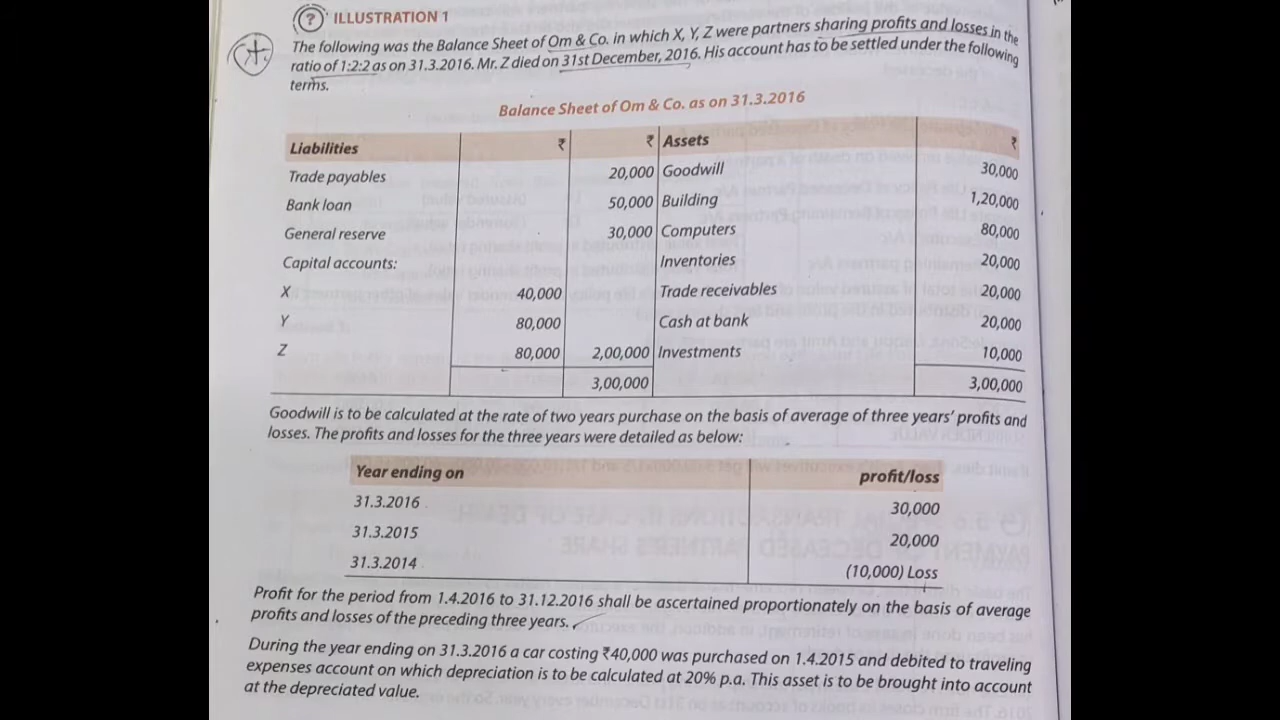 ? ILLUSTRATION 1
The following was the Balance Sheet of Om & Co. in which X, Y, Z were partners sharing profits and losses in the
ratio of 1:2:2 as on 31.3.2016. Mr. Z died on 31st December, 2016. His account has to be settled under the following
terms.
Balance Sheet of Om & Co. as on 31.3.2016
Liabilities ₹ ₹ Assets ₹
Trade payables 20,000 Goodwill 30,000
Bank loan 50,000 Building 1,20,000
General reserve 30,000 Computers 80,000
Capital accounts: Inventories 20,000
X 40,000 Trade receivables 20,000
Y 80,000 Cash at bank 20,000
Z 80,000 2,00,000 Investments 10,000
3,00,000 3,00,000
Goodwill is to be calculated at the rate of two years purchase on the basis of average of three years' profits and
losses. The profits and losses for the three years were detailed as below:
Year ending on profit/loss
31.3.2016 30,000
31.3.2015 20,000
31.3.2014 (10,000) Loss
Profit for the period from 1.4.2016 to 31.12.2016 shall be ascertained proportionately on the basis of average
profits and losses of the preceding three years.
During the year ending on 31.3.2016 a car costing ₹40,000 was purchased on 1.4.2015 and debited to traveling
expenses account on which depreciation is to be calculated at 20% p.a. This asset is to be brought into account
at the depreciated value.